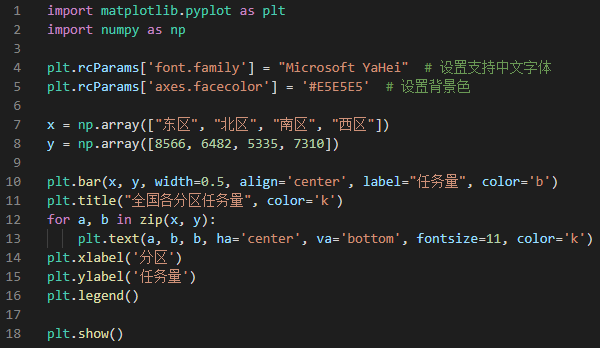 1 import matplotlib.pyplot as plt
2 import numpy as np
3
4 plt.rcParams['font.family'] = "Microsoft YaHei"  # 设置支持中文字体
5 plt.rcParams['axes.facecolor'] = '#E5E5E5'  # 设置背景色
6
7 x = np.array(["东区", "北区", "南区", "西区"])
8 y = np.array([8566, 6482, 5335, 7310])
9
10 plt.bar(x, y, width=0.5, align='center', label="任务量", color='b')
11 plt.title("全国各分区任务量", color='k')
12 for a, b in zip(x, y):
13     plt.text(a, b, b, ha='center', va='bottom', fontsize=11, color='k')
14 plt.xlabel('分区')
15 plt.ylabel('任务量')
16 plt.legend()
17
18 plt.show()